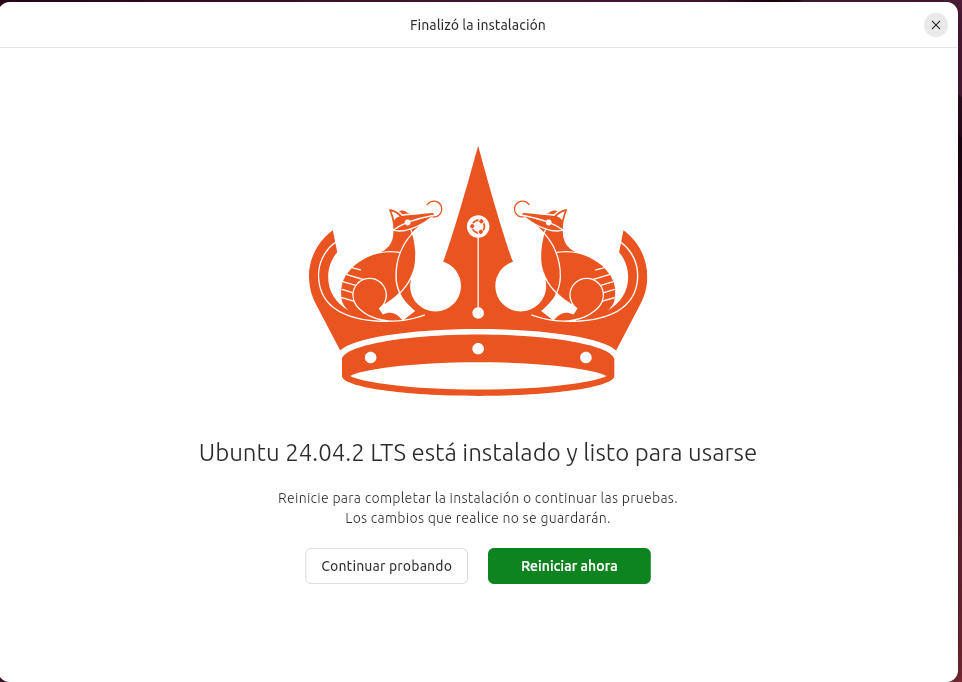 Finalizó la instalación
Ubuntu 24.04.2 LTS está instalado y listo para usarse
Reinicie para completar la instalación o continuar las pruebas.
Los cambios que realice no se guardarán.
Continuar probando
Reiniciar ahora